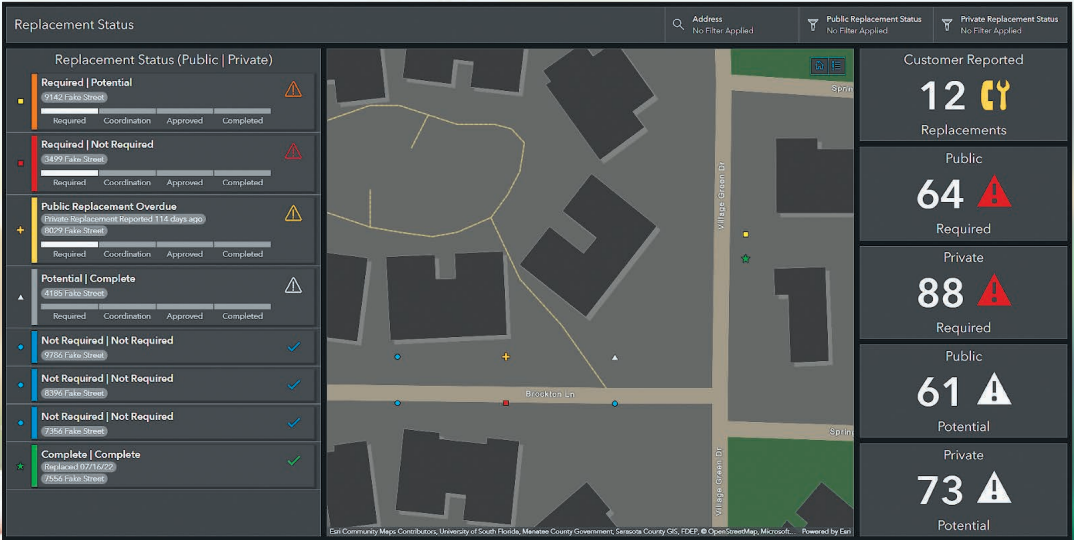 Replacement Status
Address
No Filter Applied
Public Replacement Status
No Filter Applied
Private Replacement Status
No Filter Applied
Replacement Status (Public | Private)
Required | Potential
9142 Fake Street
Required Coordination Approved Completed
Required | Not Required
3499 Fake Street
Required Coordination Approved Completed
Public Replacement Overdue
Private Replacement Reported 114 days ago
8029 Fake Street
Required Coordination Approved Completed
Potential | Complete
4185 Fake Street
Required Coordination Approved Completed
Not Required | Not Required
9786 Fake Street
Not Required | Not Required
8396 Fake Street
Not Required | Not Required
7356 Fake Street
Complete | Complete
Replaced 07/16/22
7556 Fake Street
Sprin
Village Green Dr
Brockton Ln
Sprin
Village Green Dr
Esri Community Maps Contributors, University of South Florida, Manatee County Government, Sarasota County GIS, FDEP, © OpenStreetMap, Microsoft... Powered by Esri
Customer Reported
12
Replacements
Public
64
Required
Private
88
Required
Public
61
Potential
Private
73
Potential